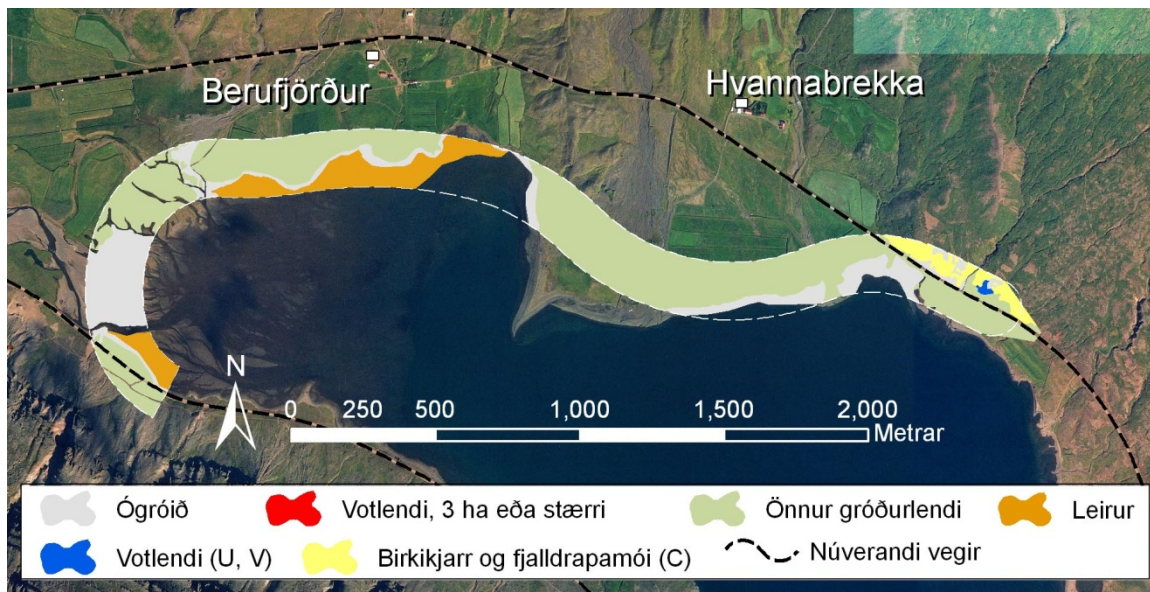 Berufjörður
Hvannabrekka
N
0 250 500 1,000 1,500 2,000
Metrar
Ógróið Votlendi, 3 ha eða stærri Önnur gróðurlendi Leirur
Votlendi (U, V) Birkikjarr og fjalldrapamói (C) Núverandi vegir